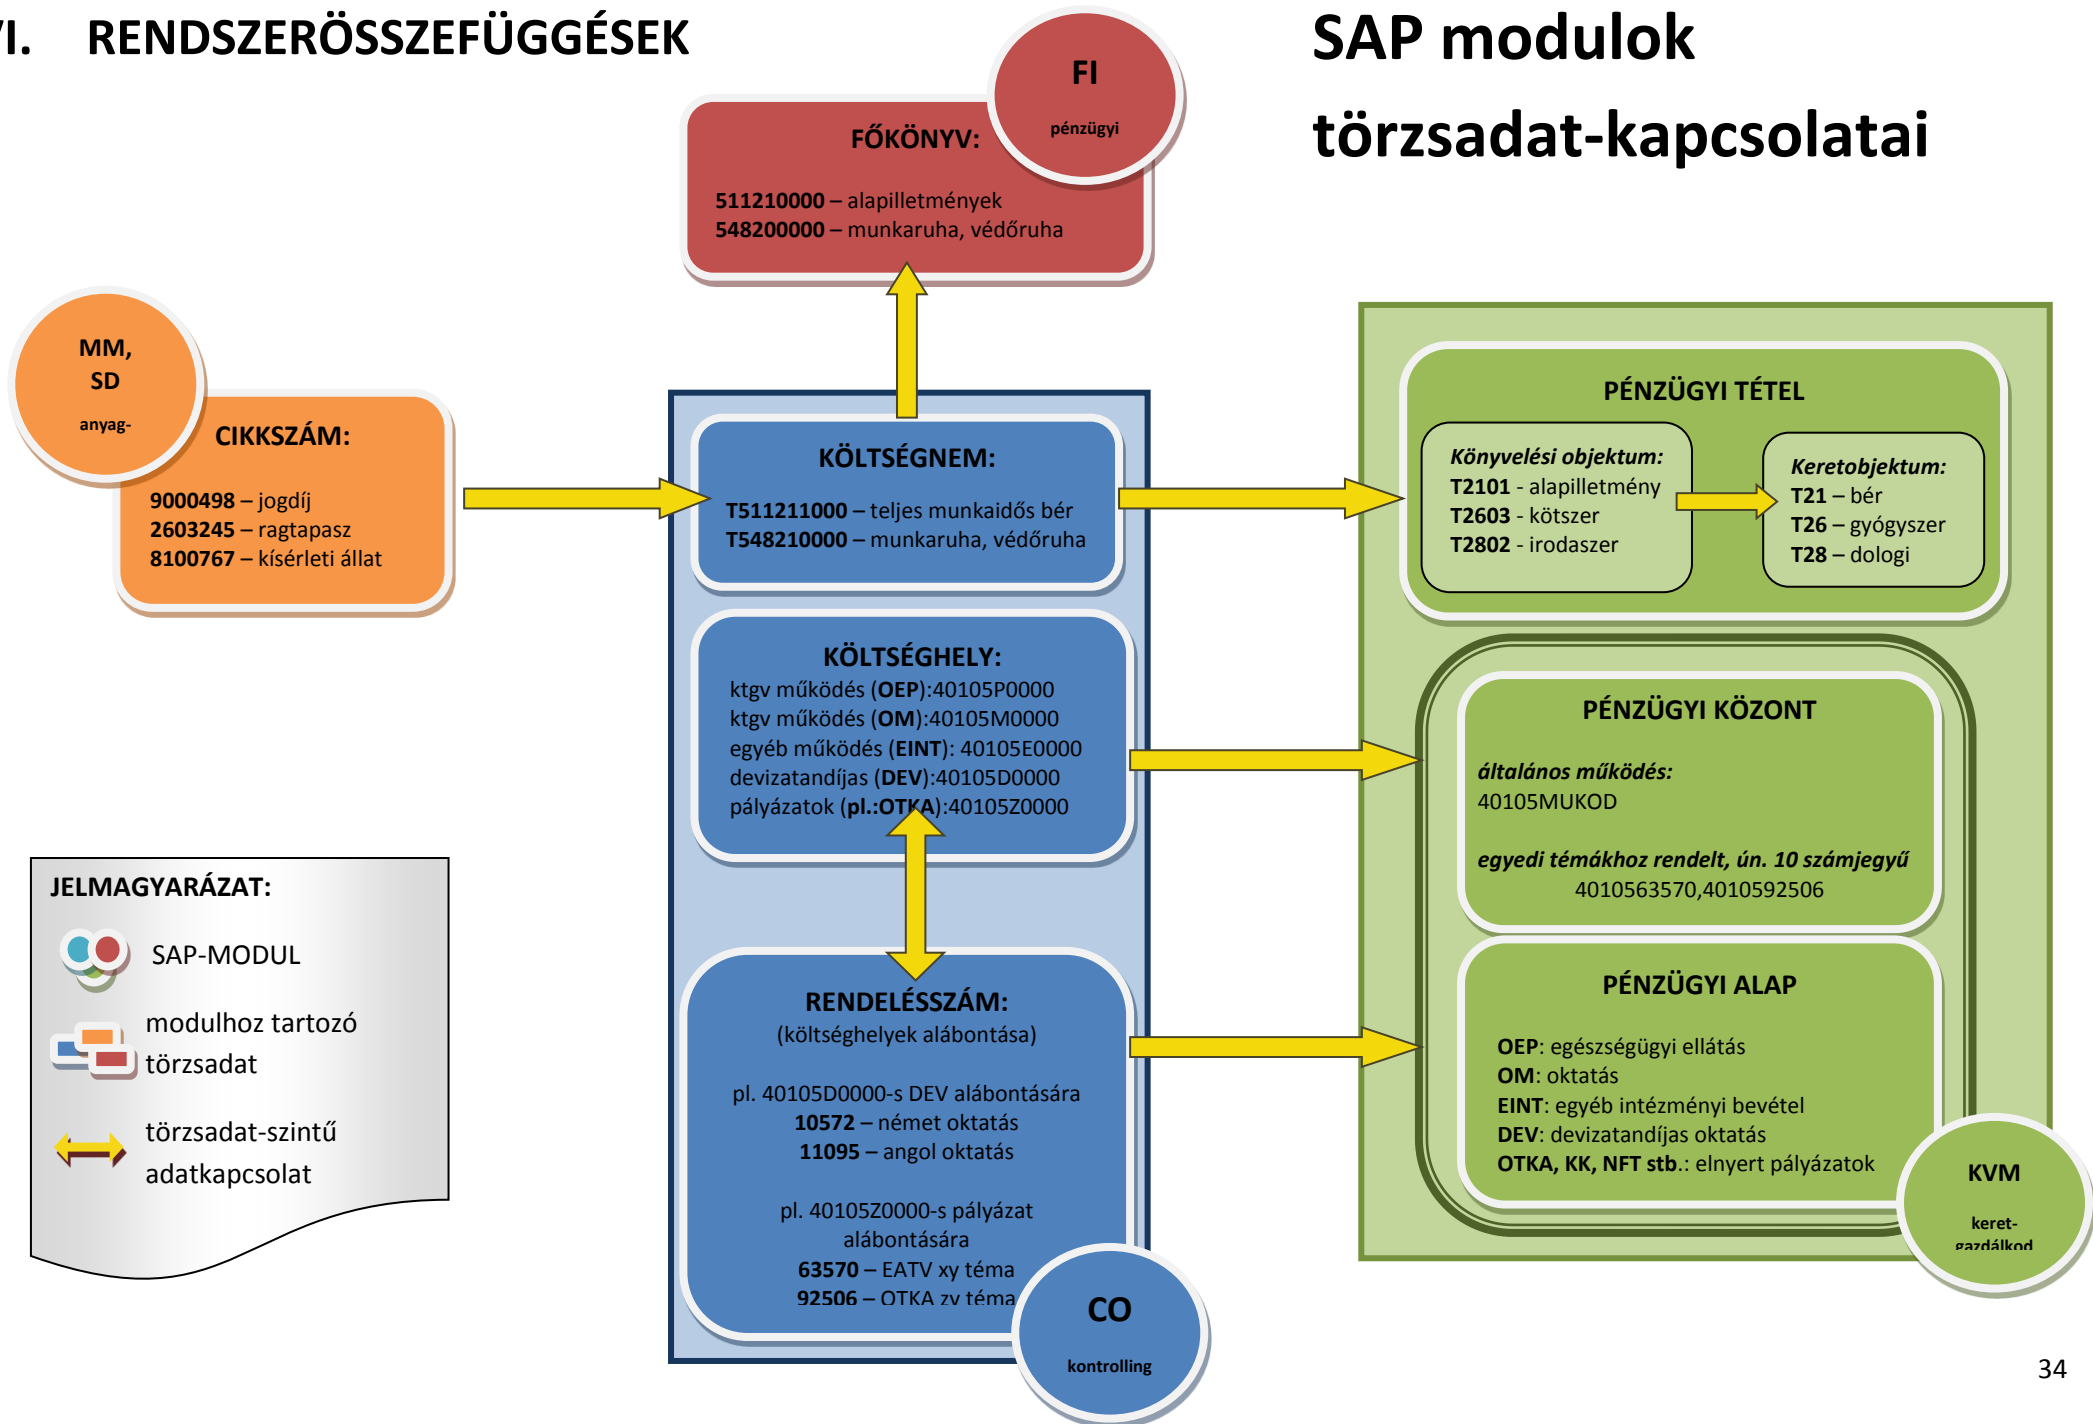 VI. RENDSZERÖSSZEFÜGGÉSEK
SAP modulok
törzsadat-kapcsolatai
FI
pénzügyi
FŐKÖNYV:
511210000 – alapilletmények
548200000 – munkaruha, védőruha
MM,
SD
anyag-
CIKKSZÁM:
9000498 – jogdíj
2603245 – ragtapasz
8100767 – kísérleti állat
KÖLTSÉGNEM:
T511211000 – teljes munkaidős bér
T548210000 – munkaruha, védőruha
KÖLTSÉGHELY:
ktgv működés (OEP):40105P0000
ktgv működés (OM):40105M0000
egyéb működés (EINT): 40105E0000
devizatandíjas (DEV):40105D0000
pályázatok (pl.:OTKA):40105Z0000
RENDELÉSSZÁM:
(költséghelyek alábontása)
pl. 40105D0000-s DEV alábontására
10572 – német oktatás
11095 – angol oktatás
pl. 40105Z0000-s pályázat
alábontására
63570 – EATV xy téma
92506 – OTKA zy téma
CO
kontrolling
PÉNZÜGYI TÉTEL
Könyvelési objektum:
T2101 - alapilletmény
T2603 - kötszer
T2802 - irodaszer
Keretobjektum:
T21 – bér
T26 – gyógyszer
T28 – dologi
PÉNZÜGYI KÖZONT
általános működés:
40105MUKOD
egyedi témákhoz rendelt, ún. 10 számjegyű
4010563570,4010592506
PÉNZÜGYI ALAP
OEP: egészségügyi ellátás
OM: oktatás
EINT: egyéb intézményi bevétel
DEV: devizatandíjas oktatás
OTKA, KK, NFT stb.: elnyert pályázatok
KVM
keret-
gazdálkod
JELMAGYARÁZAT:
SAP-MODUL
modulhoz tartozó
törzsadat
törzsadat-szintű
adatkapcsolat
34